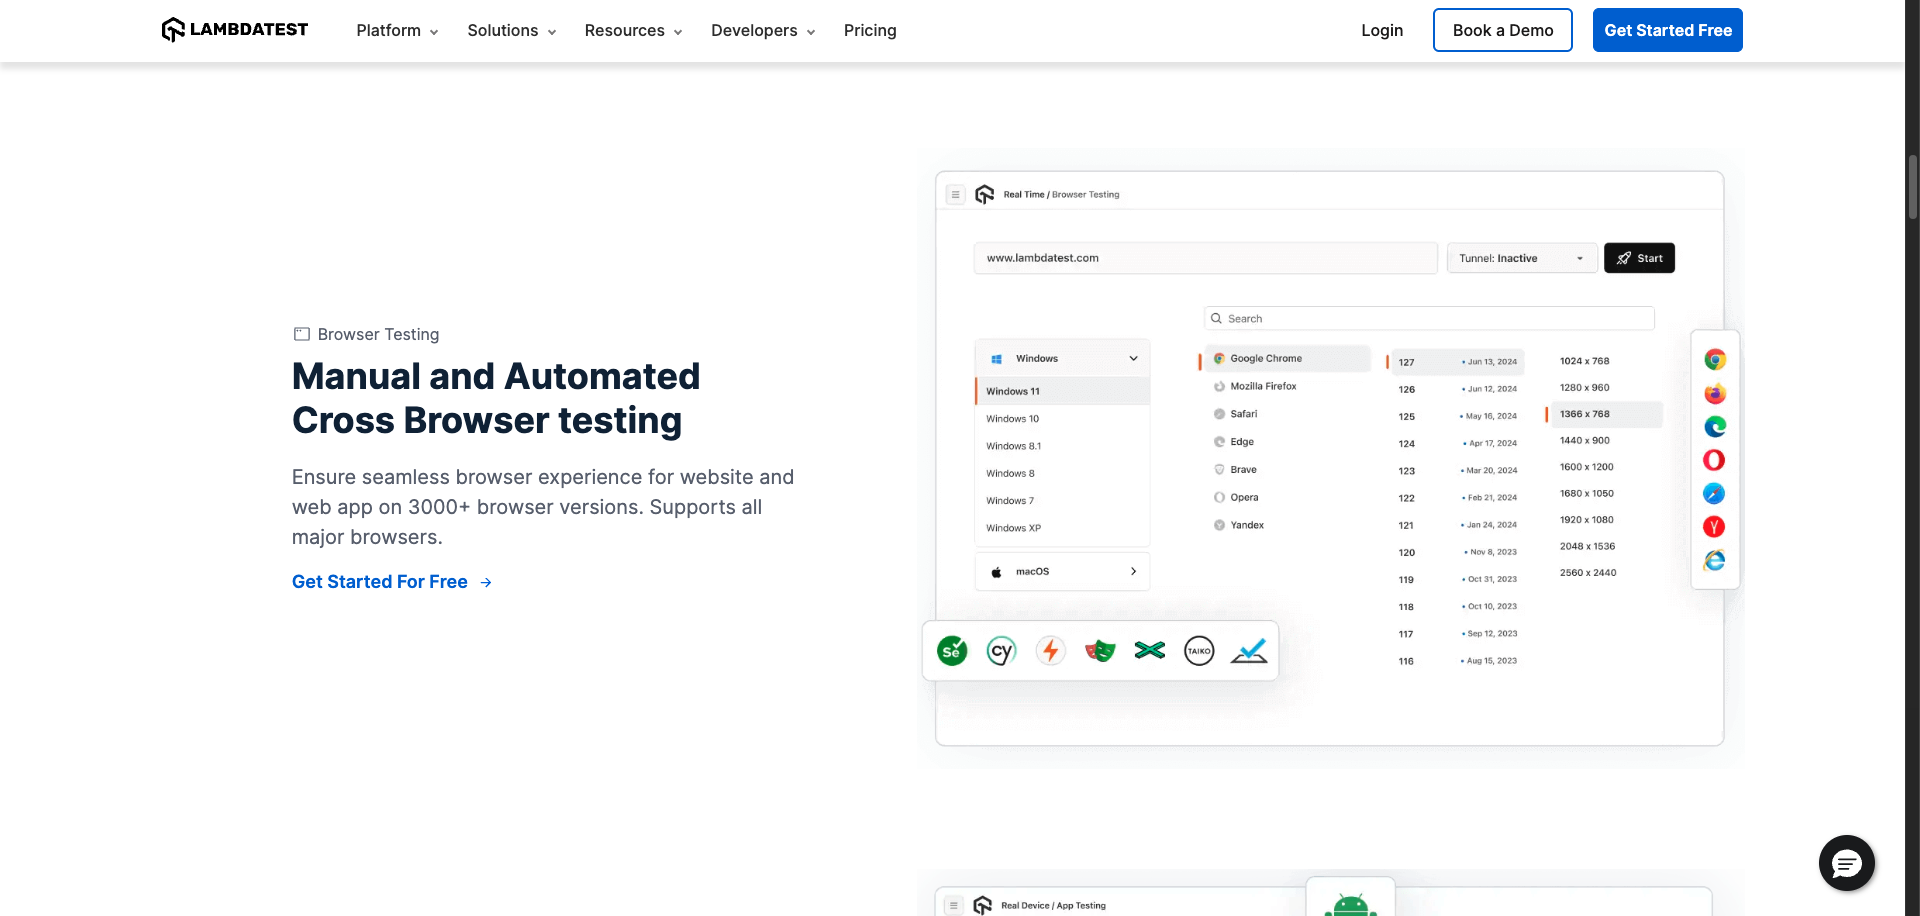 LAMBDATEST
Platform
Solutions
Resources
Developers
Pricing
Login
Book a Demo
Get Started Free
Browser Testing
Manual and Automated
Cross Browser testing
Ensure seamless browser experience for website and
web app on 3000+ browser versions. Supports all
major browsers.
Get Started For Free →
Real Time / Browser Testing
www.lambdatest.com
Tunnel: Inactive
Start
Search
Windows
Windows 11
Windows 10
Windows 8.1
Windows 8
Windows 7
Windows XP
macOS
Google Chrome
Mozilla Firefox
Safari
Edge
Brave
Opera
Yandex
127 • Jun 13, 2024
126 • Jun 12, 2024
125 • May 16, 2024
124 • Apr 17, 2024
123 • Mar 20, 2024
122 • Feb 21, 2024
121 • Jan 24, 2024
120 • Nov 8, 2023
119 • Oct 31, 2023
118 • Oct 10, 2023
117 • Sep 12, 2023
116 • Aug 15, 2023
1024 x 768
1280 x 960
1366 x 768
1440 x 900
1600 x 1200
1680 x 1050
1920 x 1080
2048 x 1536
2560 x 2440
Se
cy
TAIKO
Real Device / App Testing